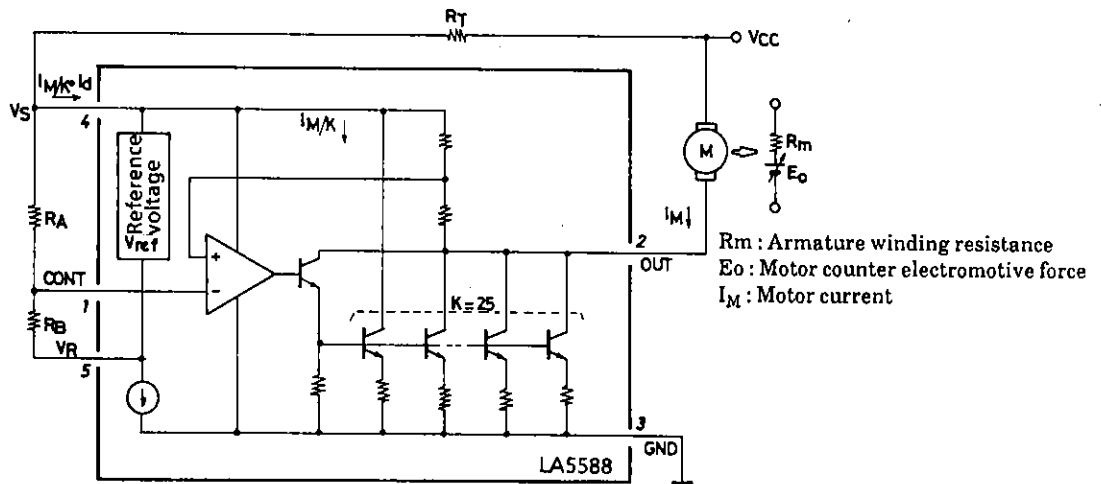 RT
VCC
IM/K+Id
VS
4
IM/K
Reference
voltage
Vref
RA
CONT
1
RB
VR
5
+
−
K=25
2
OUT
3
GND
LA5588
M
IM
Rm
Eo
Rm : Armature winding resistance
Eo : Motor counter electromotive force
IM : Motor current